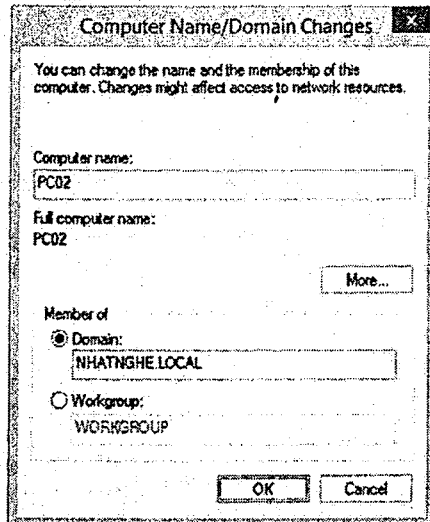 Computer Name/Domain Changes
You can change the name and the membership of this
computer. Changes might affect access to network resources.
Computer name:
PC02
Full computer name:
PC02
More...
Member of
Domain:
NHATNGHE.LOCAL
Workgroup:
WORKGROUP
OK Cancel